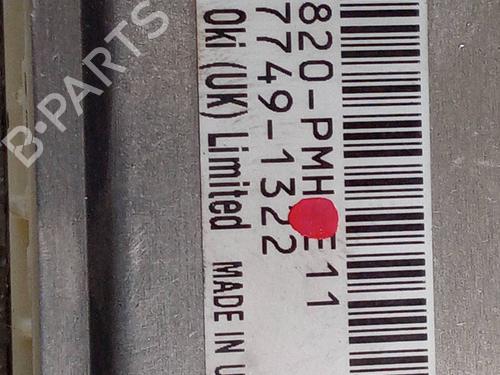 820-PMH E11
7749-1322
Oki (UK) Limited MADE IN U
B-PARTS